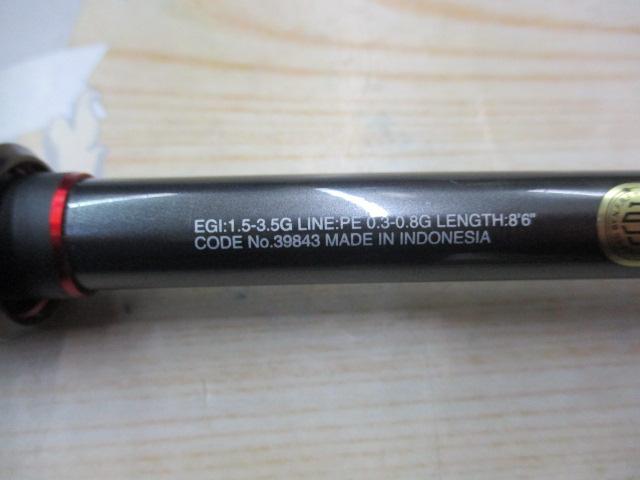 EGI:1.5-3.5G LINE:PE 0.3-0.8G LENGTH:8'6"
CODE No.39843 MADE IN INDONESIA